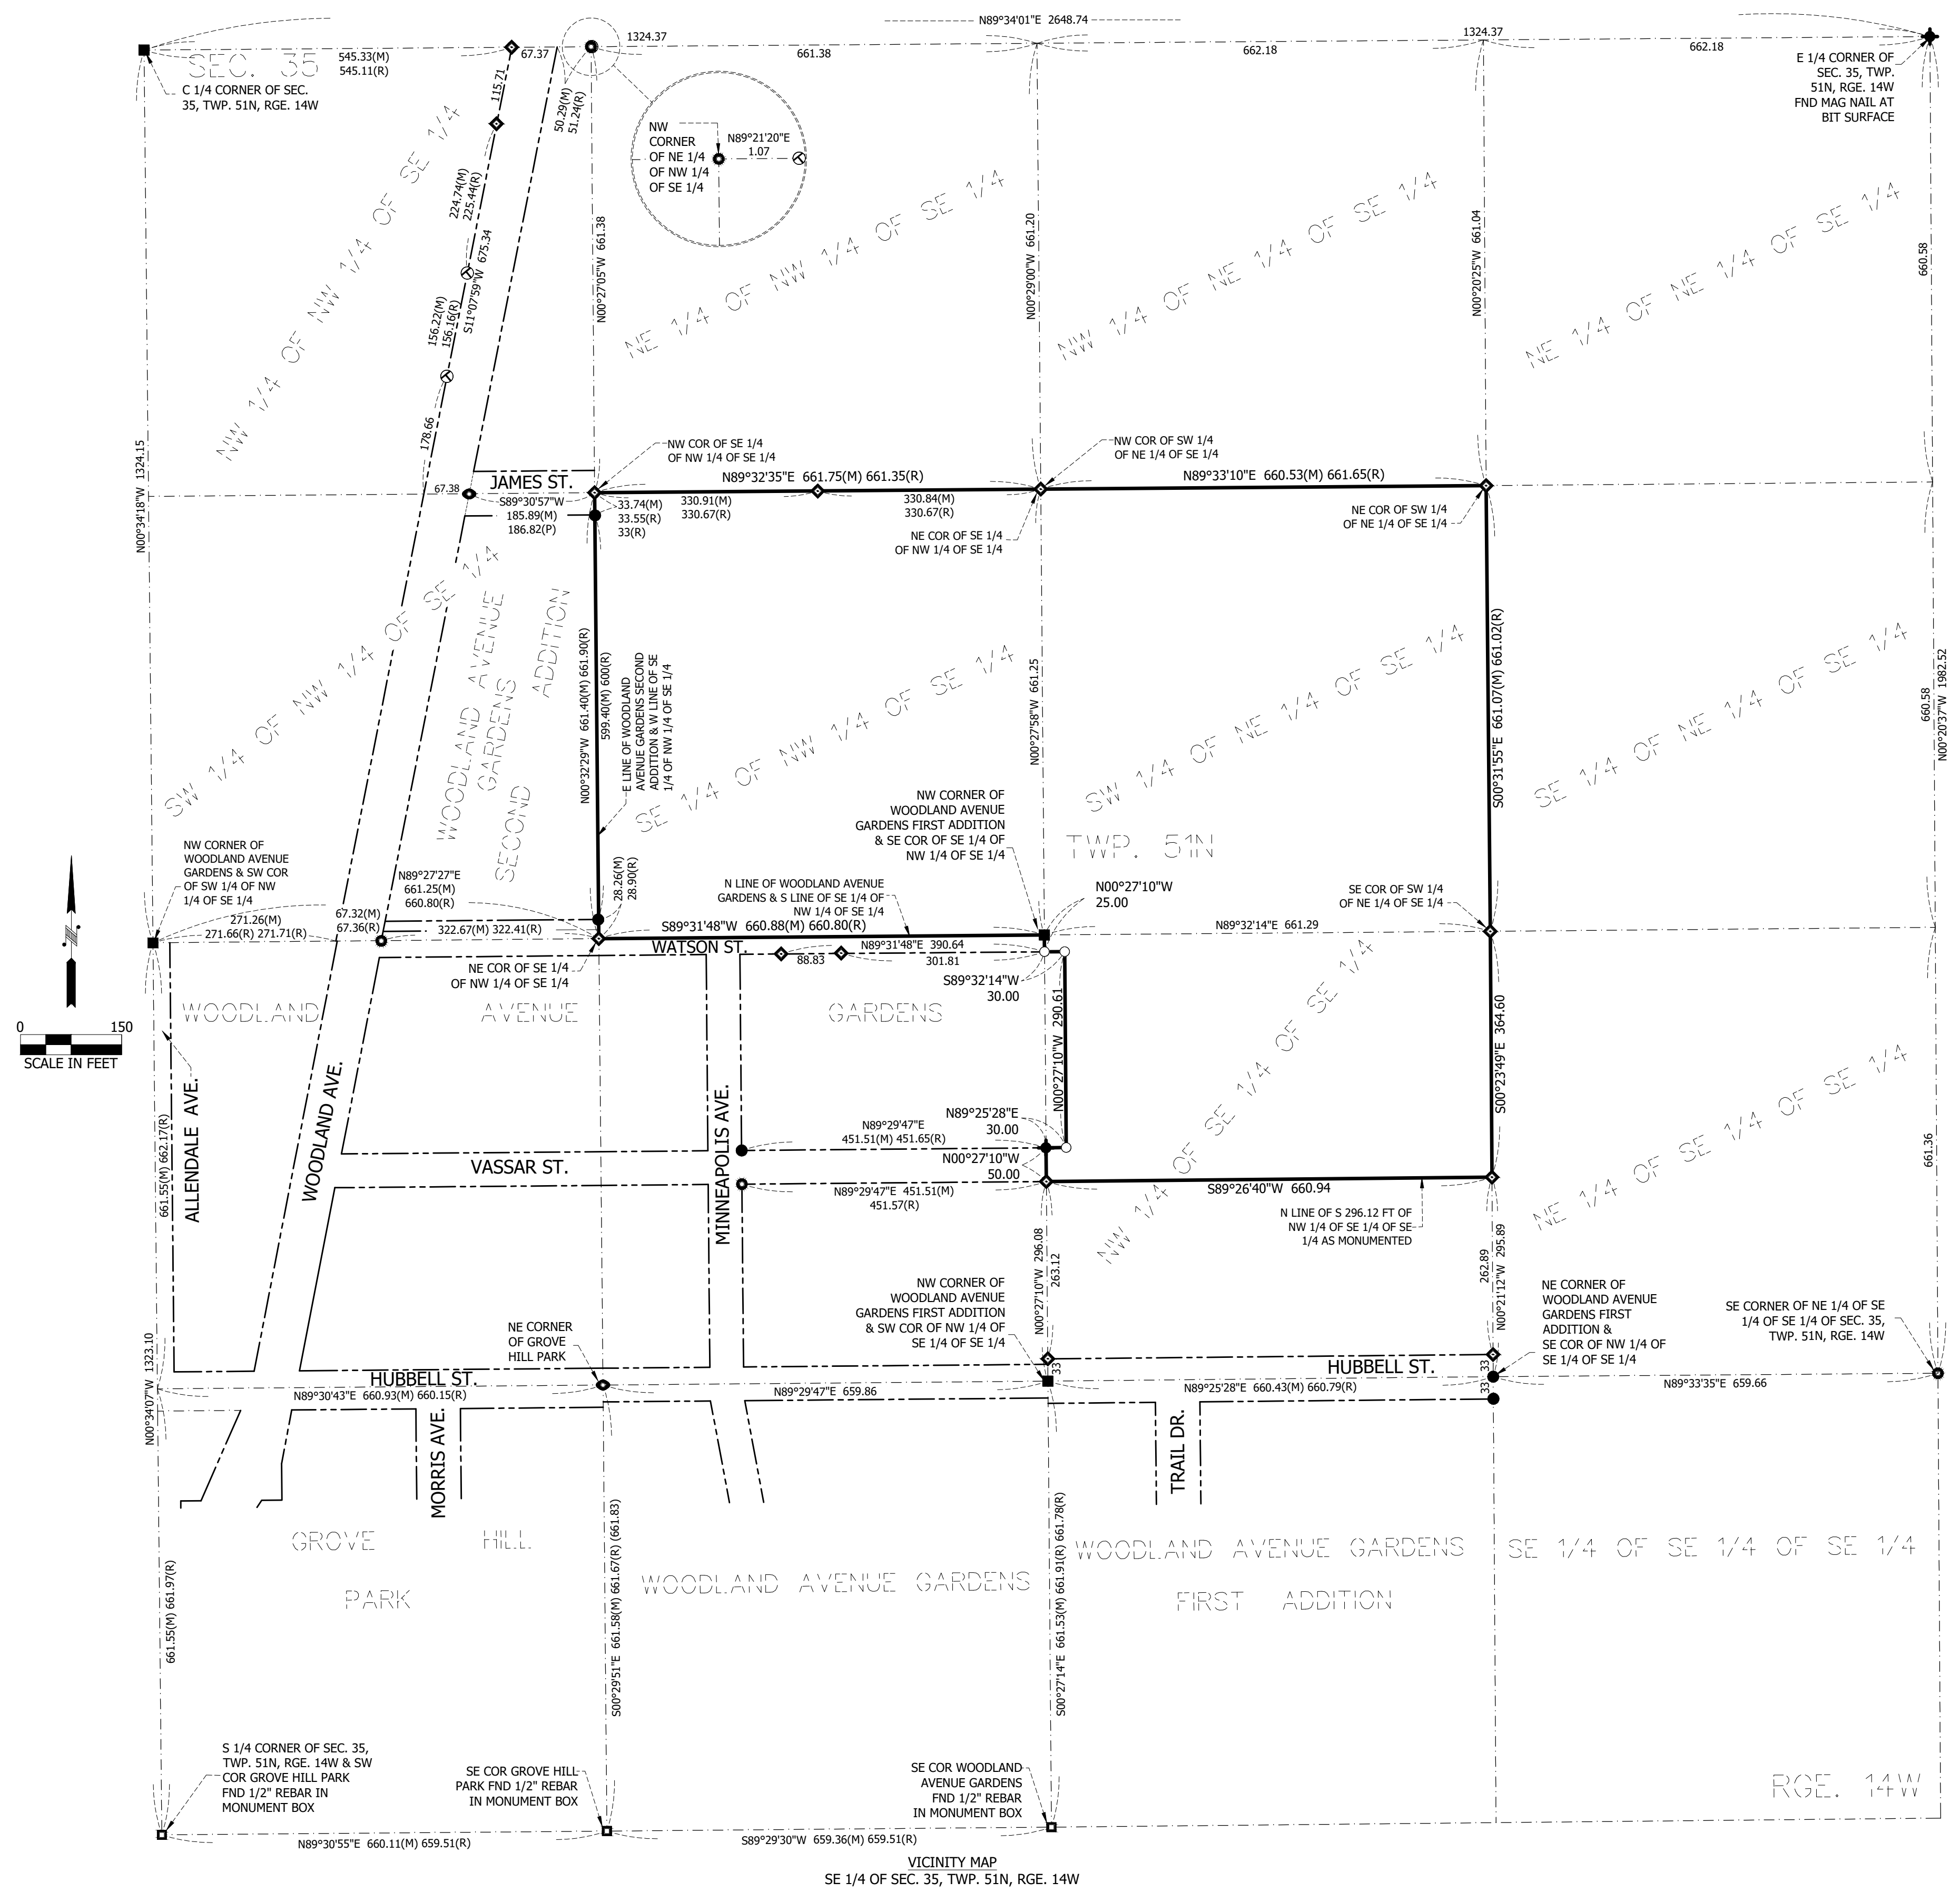 N89°34'01"E 2648.74
1324.37
1324.37
67.37
661.38
662.18
662.18
545.33(M)
545.11(R)
SEC. 35
C 1/4 CORNER OF SEC.
35, TWP. 51N, RGE. 14W
E 1/4 CORNER OF
SEC. 35, TWP.
51N, RGE. 14W
FND MAG NAIL AT
BIT SURFACE
115.71
50.29(M)
51.24(R)
NW
CORNER
OF NE 1/4
OF NW 1/4
OF SE 1/4
N89°21'20"E
1.07
224.74(M)
225.44(R)
S11°07'59"W 675.34
156.22(M)
156.16(R)
178.66
N00°27'05"W 661.38
N00°29'00"W 661.20
N00°20'25"W 661.04
660.58
NW 1/4 OF NW 1/4 OF SE 1/4
NE 1/4 OF NW 1/4 OF SE 1/4
NW 1/4 OF NE 1/4 OF SE 1/4
NE 1/4 OF NE 1/4 OF SE 1/4
N00°34'18"W 1324.15
NW COR OF SE 1/4
OF NW 1/4 OF SE 1/4
NW COR OF SW 1/4
OF NE 1/4 OF SE 1/4
N89°32'35"E 661.75(M) 661.35(R)
N89°33'10"E 660.53(M) 661.65(R)
67.38
JAMES ST.
S89°30'57"W
185.89(M)
186.82(P)
33.74(M)
33.55(R)
33(R)
330.91(M)
330.67(R)
330.84(M)
330.67(R)
NE COR OF SE 1/4
OF NW 1/4 OF SE 1/4
NE COR OF SW 1/4
OF NE 1/4 OF SE 1/4
SW 1/4 OF NW 1/4 OF SE 1/4
WOODLAND AVENUE
GARDENS
SECOND
ADDITION
N00°32'29"W 661.40(M) 661.90(R)
599.40(M) 600(R)
E LINE OF WOODLAND
AVENUE GARDENS SECOND
ADDITION & W LINE OF SE
1/4 OF NW 1/4 OF SE 1/4
SE 1/4 OF NW 1/4 OF SE 1/4
N00°27'58"W 661.25
SW 1/4 OF NE 1/4 OF SE 1/4
S00°31'55"E 661.07(M) 661.02(R)
SE 1/4 OF NE 1/4 OF SE 1/4
660.58
N00°20'37"W 1982.52
TWP. 51N
NW CORNER OF
WOODLAND AVENUE
GARDENS FIRST ADDITION
& SE COR OF SE 1/4 OF
NW 1/4 OF SE 1/4
NW CORNER OF
WOODLAND AVENUE
GARDENS & SW COR
OF SW 1/4 OF NW
1/4 OF SE 1/4
N89°27'27"E
661.25(M)
660.80(R)
28.26(M)
28.90(R)
N LINE OF WOODLAND AVENUE
GARDENS & S LINE OF SE 1/4 OF
NW 1/4 OF SE 1/4
N00°27'10"W
25.00
SE COR OF SW 1/4
OF NE 1/4 OF SE 1/4
271.26(M)
271.66(R) 271.71(R)
67.32(M)
67.36(R)
322.67(M) 322.41(R)
S89°31'48"W 660.88(M) 660.80(R)
N89°32'14"E 661.29
WATSON ST.
N89°31'48"E 390.64
88.83
301.81
NE COR OF SE 1/4
OF NW 1/4 OF SE 1/4
S89°32'14"W
30.00
WOODLAND AVENUE GARDENS
0 150
SCALE IN FEET
ALLENDALE AVE.
WOODLAND AVE.
MINNEAPOLIS AVE.
661.55(M) 662.17(R)
N00°27'10"W 290.61
NW 1/4 OF SE 1/4 OF SE 1/4
S00°23'49"E 364.60
NE 1/4 OF SE 1/4 OF SE 1/4
N89°25'28"E
30.00
N89°29'47"E
451.51(M) 451.65(R)
N00°27'10"W
50.00
VASSAR ST.
N89°29'47"E 451.51(M)
451.57(R)
S89°26'40"W 660.94
N LINE OF S 296.12 FT OF
NW 1/4 OF SE 1/4 OF SE
1/4 AS MONUMENTED
661.36
N00°27'10"W 296.08
263.12
262.89
N00°21'12"W 295.89
NW CORNER OF
WOODLAND AVENUE
GARDENS FIRST ADDITION
& SW COR OF NW 1/4 OF
SE 1/4 OF SE 1/4
NE CORNER OF
WOODLAND AVENUE
GARDENS FIRST
ADDITION &
SE COR OF NW 1/4 OF
SE 1/4 OF SE 1/4
SE CORNER OF NE 1/4 OF SE
1/4 OF SE 1/4 OF SEC. 35,
TWP. 51N, RGE. 14W
NE CORNER
OF GROVE
HILL PARK
33
33
33
HUBBELL ST.
HUBBELL ST.
N89°30'43"E 660.93(M) 660.15(R)
N89°29'47"E 659.86
N89°25'28"E 660.43(M) 660.79(R)
N89°33'35"E 659.66
N00°34'07"W 1323.10
MORRIS AVE.
TRAIL DR.
661.55(M) 661.97(R)
S00°29'51"E 661.58(M) 661.67(R) (661.83)
S00°27'14"E 661.53(M) 661.91(R) 661.78(R)
GROVE HILL
PARK
WOODLAND AVENUE GARDENS
WOODLAND AVENUE GARDENS
FIRST ADDITION
SE 1/4 OF SE 1/4 OF SE 1/4
RGE. 14W
S 1/4 CORNER OF SEC. 35,
TWP. 51N, RGE. 14W & SW
COR GROVE HILL PARK
FND 1/2" REBAR IN
MONUMENT BOX
SE COR GROVE HILL
PARK FND 1/2" REBAR
IN MONUMENT BOX
SE COR WOODLAND
AVENUE GARDENS
FND 1/2" REBAR
IN MONUMENT BOX
N89°30'55"E 660.11(M) 659.51(R)
S89°29'30"W 659.36(M) 659.51(R)
VICINITY MAP
SE 1/4 OF SEC. 35, TWP. 51N, RGE. 14W